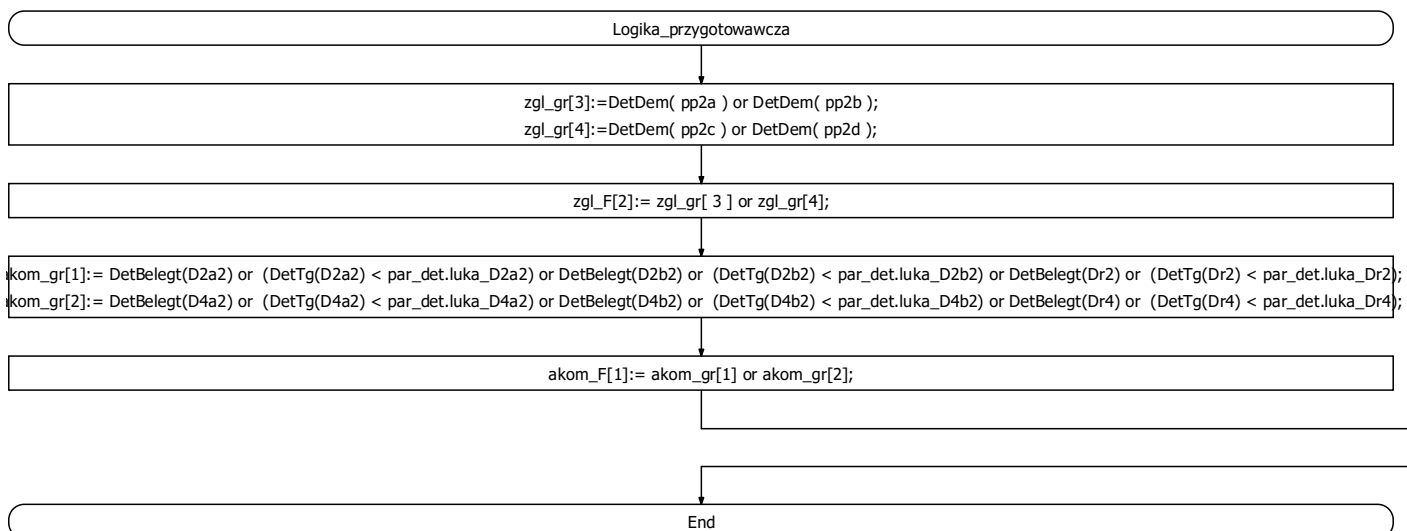 Logika_przygotowawcza
zgl_gr[3]:=DetDem( pp2a ) or DetDem( pp2b );
zgl_gr[4]:=DetDem( pp2c ) or DetDem( pp2d );
zgl_F[2]:= zgl_gr[ 3 ] or zgl_gr[4];
kom_gr[1]:= DetBelegt(D2a2) or (DetTg(D2a2) < par_det.luka_D2a2) or DetBelegt(D2b2) or (DetTg(D2b2) < par_det.luka_D2b2) or DetBelegt(Dr2) or (DetTg(Dr2) < par_det.luka_Dr2);
kom_gr[2]:= DetBelegt(D4a2) or (DetTg(D4a2) < par_det.luka_D4a2) or DetBelegt(D4b2) or (DetTg(D4b2) < par_det.luka_D4b2) or DetBelegt(Dr4) or (DetTg(Dr4) < par_det.luka_Dr4);
akom_F[1]:= akom_gr[1] or akom_gr[2];
End